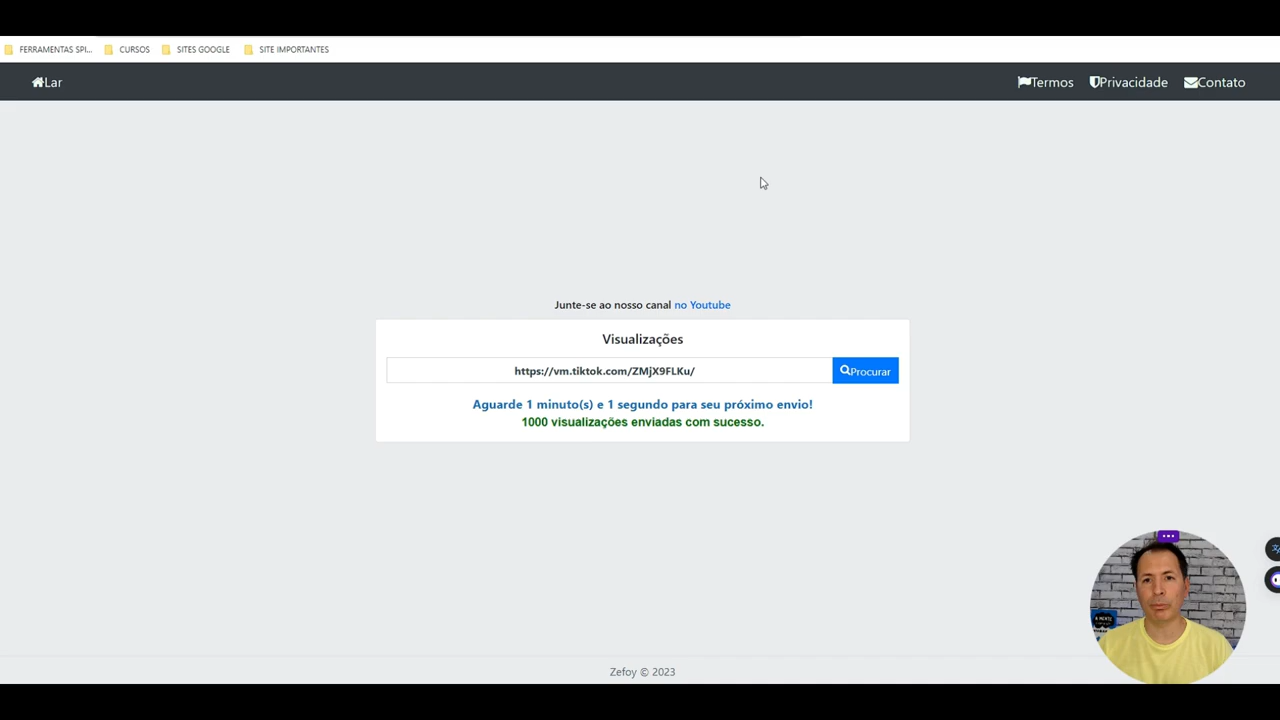 FERRAMENTAS SPI... CURSOS SITES GOOGLE SITE IMPORTANTES
Lar Termos Privacidade Contato
Junte-se ao nosso canal no Youtube
Visualizações
https://vm.tiktok.com/ZMjX9FLKu/ Procurar
Aguarde 1 minuto(s) e 1 segundo para seu próximo envio!
1000 visualizações enviadas com sucesso.
A MENTE
Zefoy © 2023